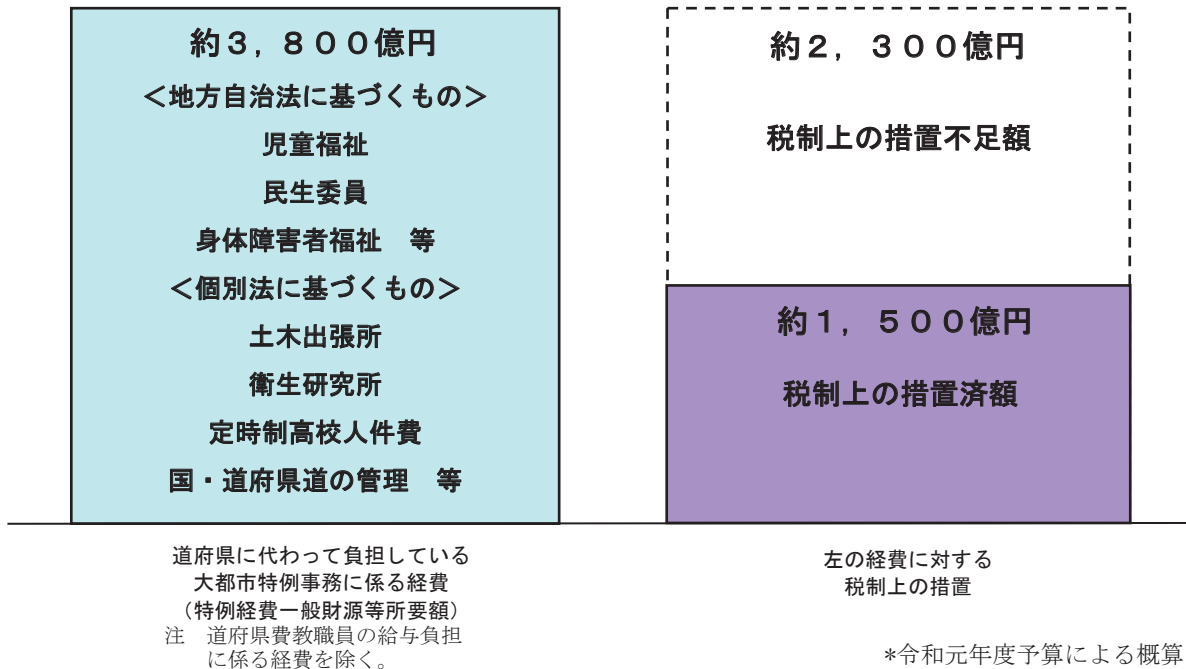 約３，８００億円
＜地方自治法に基づくもの＞
児童福祉
民生委員
身体障害者福祉　等
＜個別法に基づくもの＞
土木出張所
衛生研究所
定時制高校人件費
国・道府県道の管理　等
道府県に代わって負担している
大都市特例事務に係る経費
（特例経費一般財源等所要額）
注　道府県費教職員の給与負担
に係る経費を除く。
約２，３００億円
税制上の措置不足額
約１，５００億円
税制上の措置済額
左の経費に対する
税制上の措置
*令和元年度予算による概算